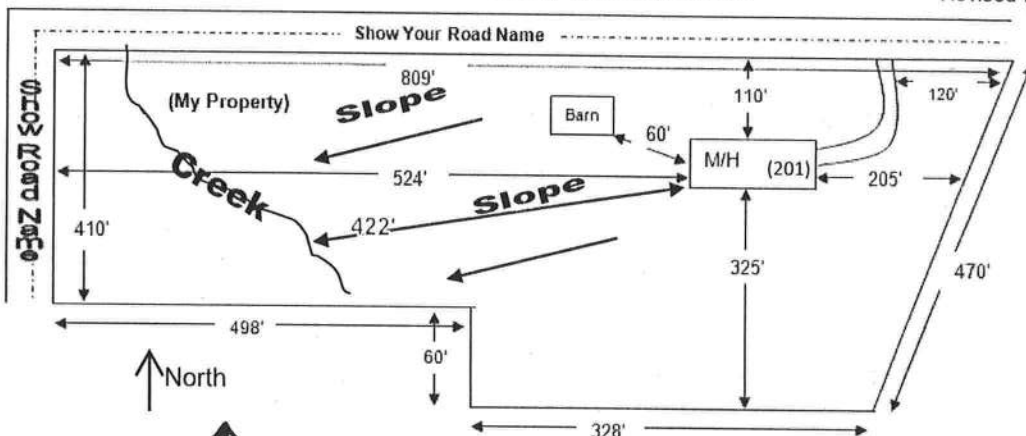 Show Your Road Name
Show Road Name
809'
(My Property)
Slope
110'
120'
Barn
60'
M/H
(201)
Creek
524'
205'
Slope
410'
422'
325'
470'
498'
60'
North
328'